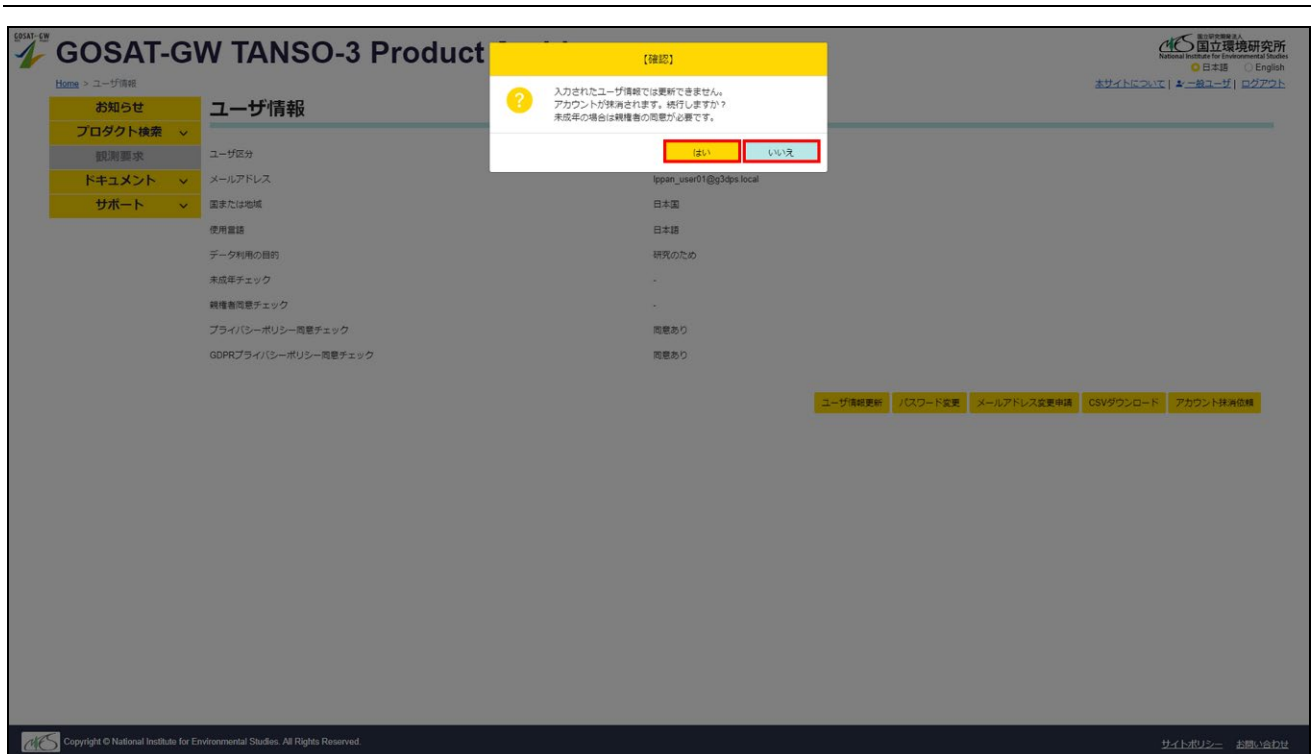 GOSAT-GW
GOSAT-GW TANSO-3 Product
国立研究開発法人
国立環境研究所
National Institute for Environmental Studies
日本語 English
Home > ユーザ情報
本サイトについて | 一般ユーザ | ログアウト
【確認】
入力されたユーザ情報では更新できません。
アカウントが抹消されます。続行しますか？
未成年の場合は親権者の同意が必要です。
はい いいえ
お知らせ
プロダクト検索
観測要求
ドキュメント
サポート
ユーザ情報
ユーザ区分
メールアドレス Ippan_user01@g3dps.local
国または地域 日本国
使用言語 日本語
データ利用の目的 研究のため
未成年チェック -
親権者同意チェック -
プライバシーポリシー同意チェック 同意あり
GDPRプライバシーポリシー同意チェック 同意あり
ユーザ情報更新 パスワード変更 メールアドレス変更申請 CSVダウンロード アカウント抹消依頼
Copyright © National Institute for Environmental Studies. All Rights Reserved.
サイトポリシー お問い合わせ